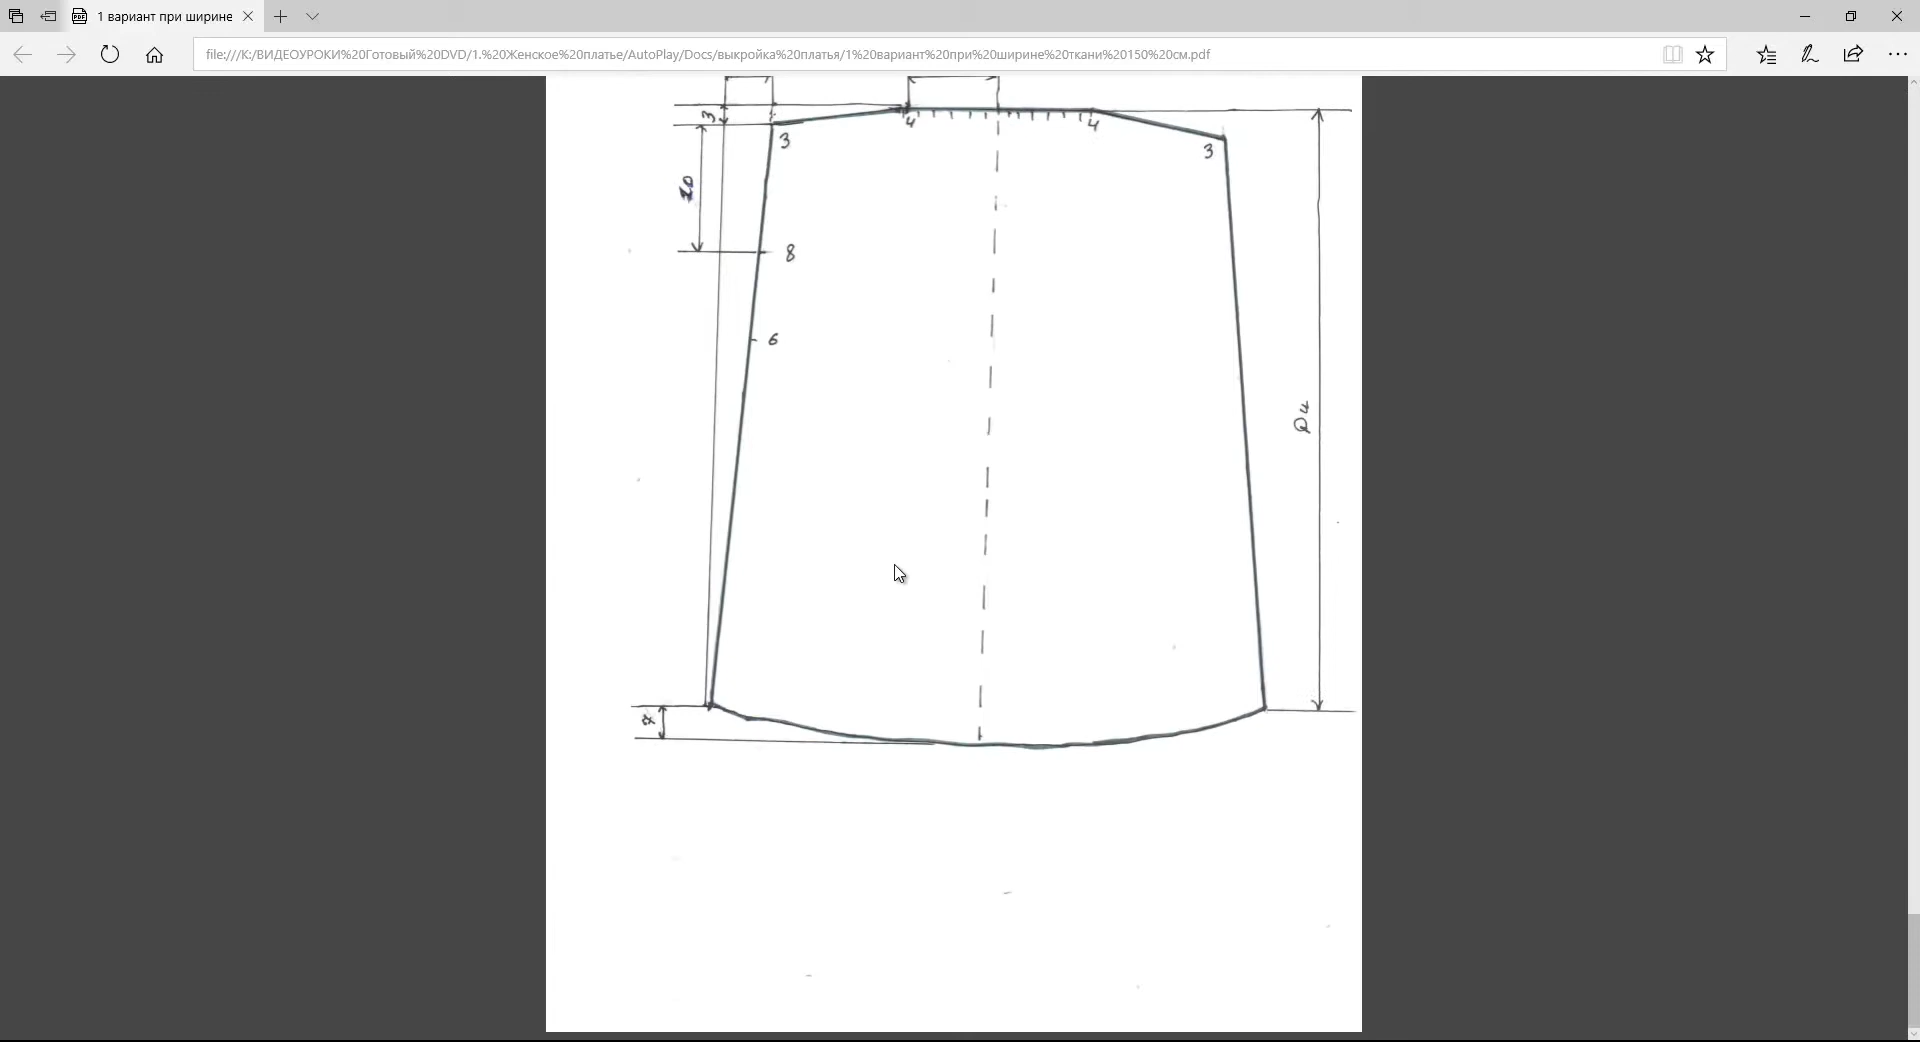 1 вариант при ширине
file:///K:/ВИДЕОУРОКИ%20Готовый%20DVD/1.%20Женское%20платье/AutoPlay/Docs/выкройка%20платья/1%20вариант%20при%20ширине%20ткани%20150%20см.pdf
3
4
4
3
3
20
8
6
Ди